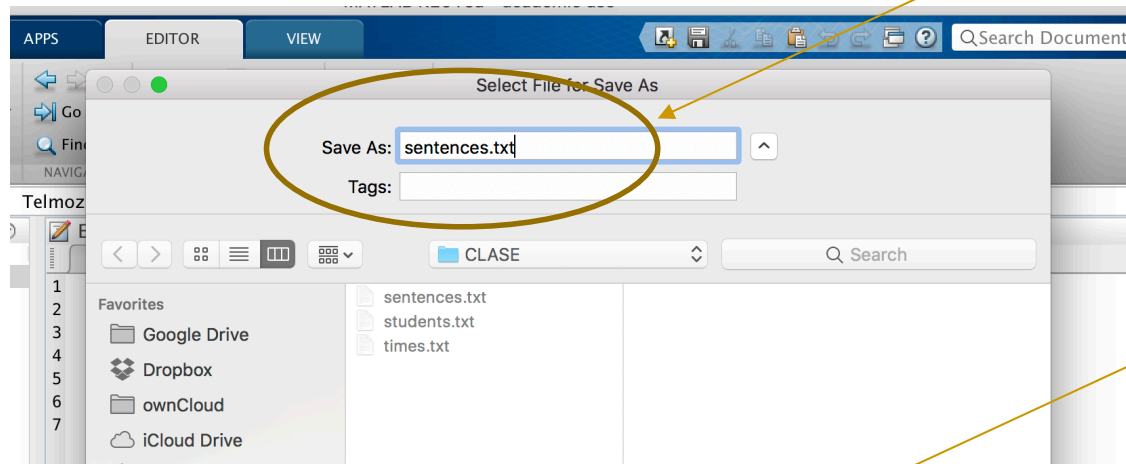 APPS EDITOR VIEW Search Document
Select File for Save As
Go
Save As: sentences.txt
Find
Tags:
Telmoz
CLASE Search
1
2
3
4
5
6
7
Favorites
Google Drive
Dropbox
ownCloud
iCloud Drive
sentences.txt
students.txt
times.txt